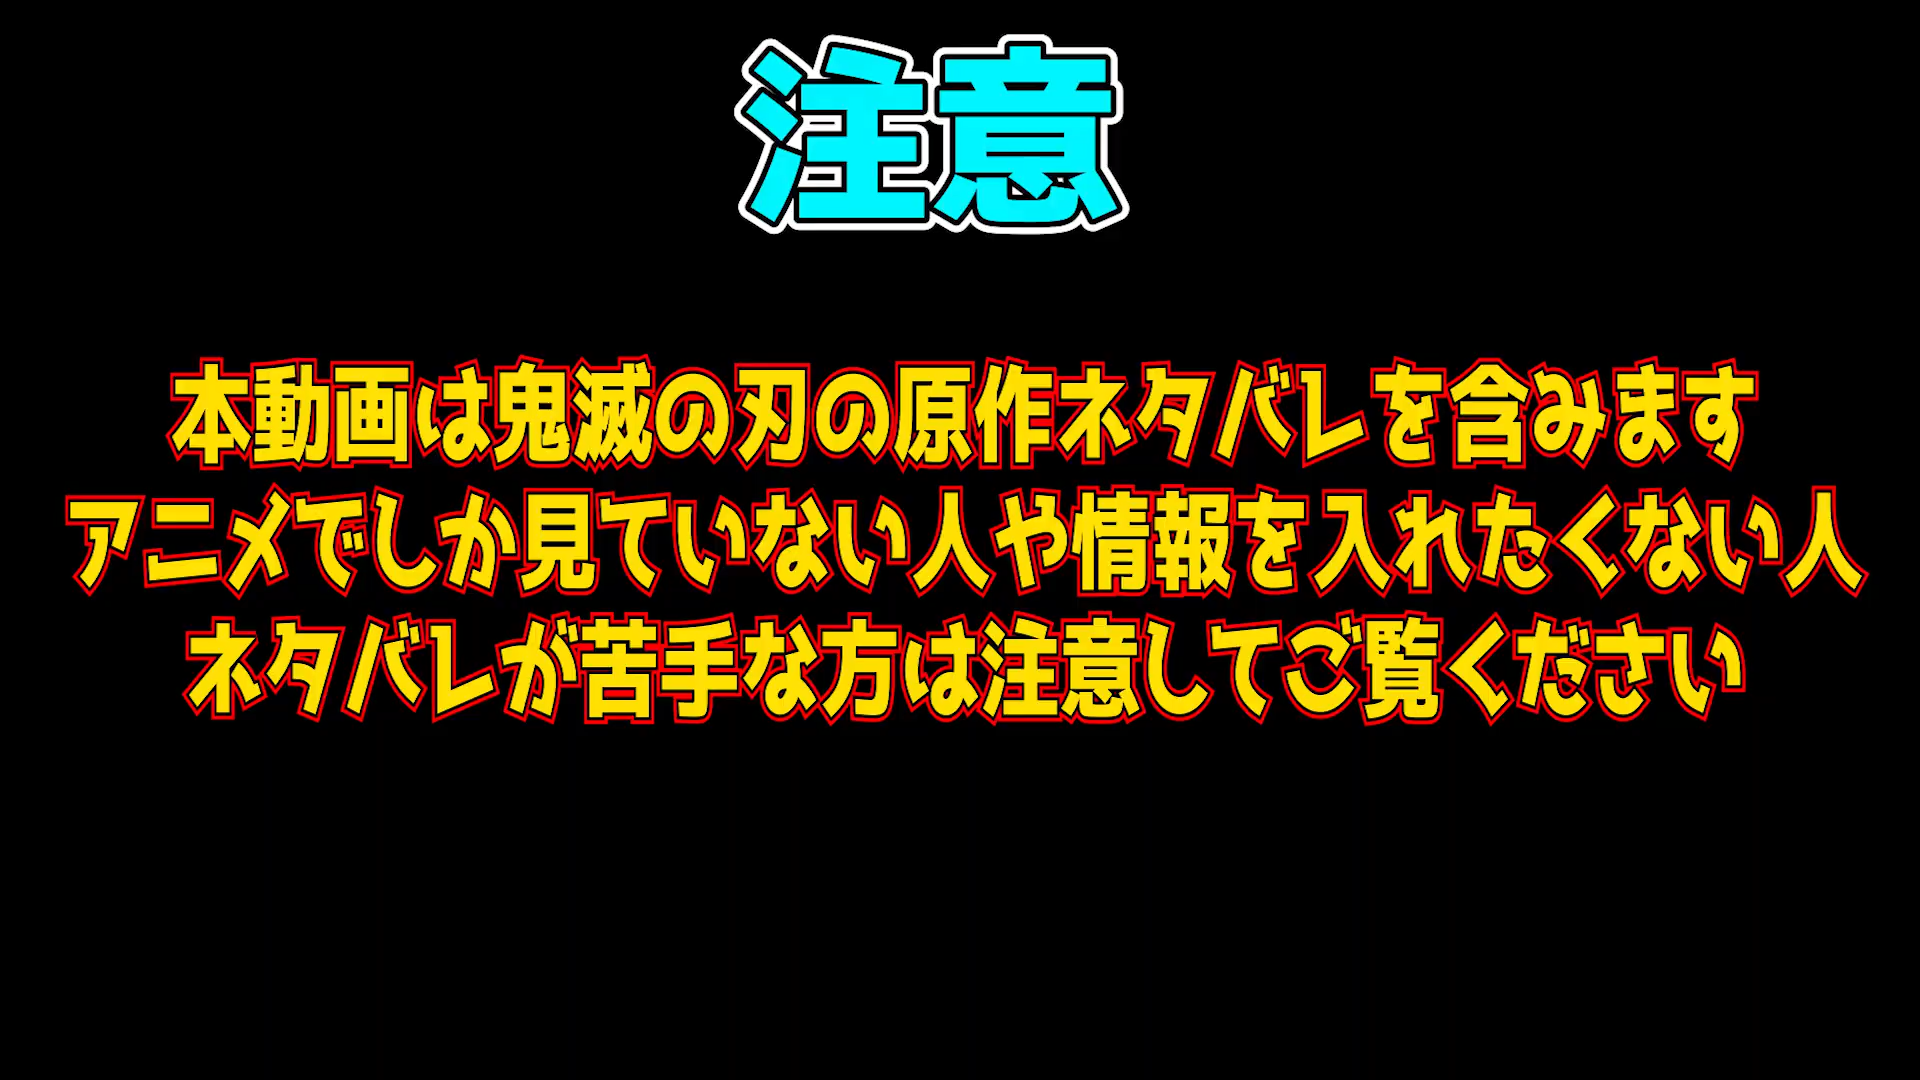 注意
本動画は鬼滅の刃の原作ネタバレを含みます
アニメでしか見ていない人や情報を入れたくない人
ネタバレが苦手な方は注意してご覧ください